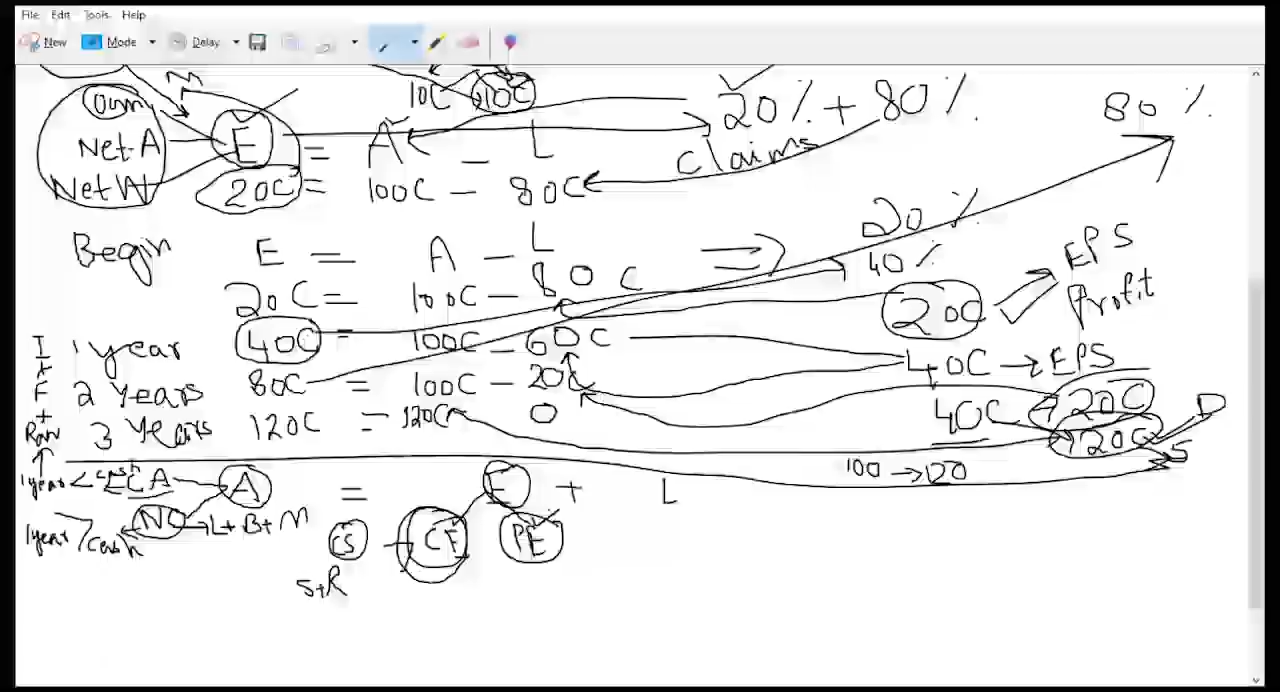 File Edit Tools Help
New Mode Delay
10C 10C
20% + 80% 80%
Net A E = A - L Claims
Net W 20C = 100C - 80C
20%
Begin E = A - L 40% EPS
20C = 100C - 80C 20C Profit
1 year 40C = 100C - 60C 40C → EPS
2 years 80C = 100C - 20C 40C 20C D
3 years 120C = 120C 0 120C S
I + F + Raw
100 → 120
1 year < cash CA A = E + L
1 year > cash NC → L+B+M CS CE PE
S+R